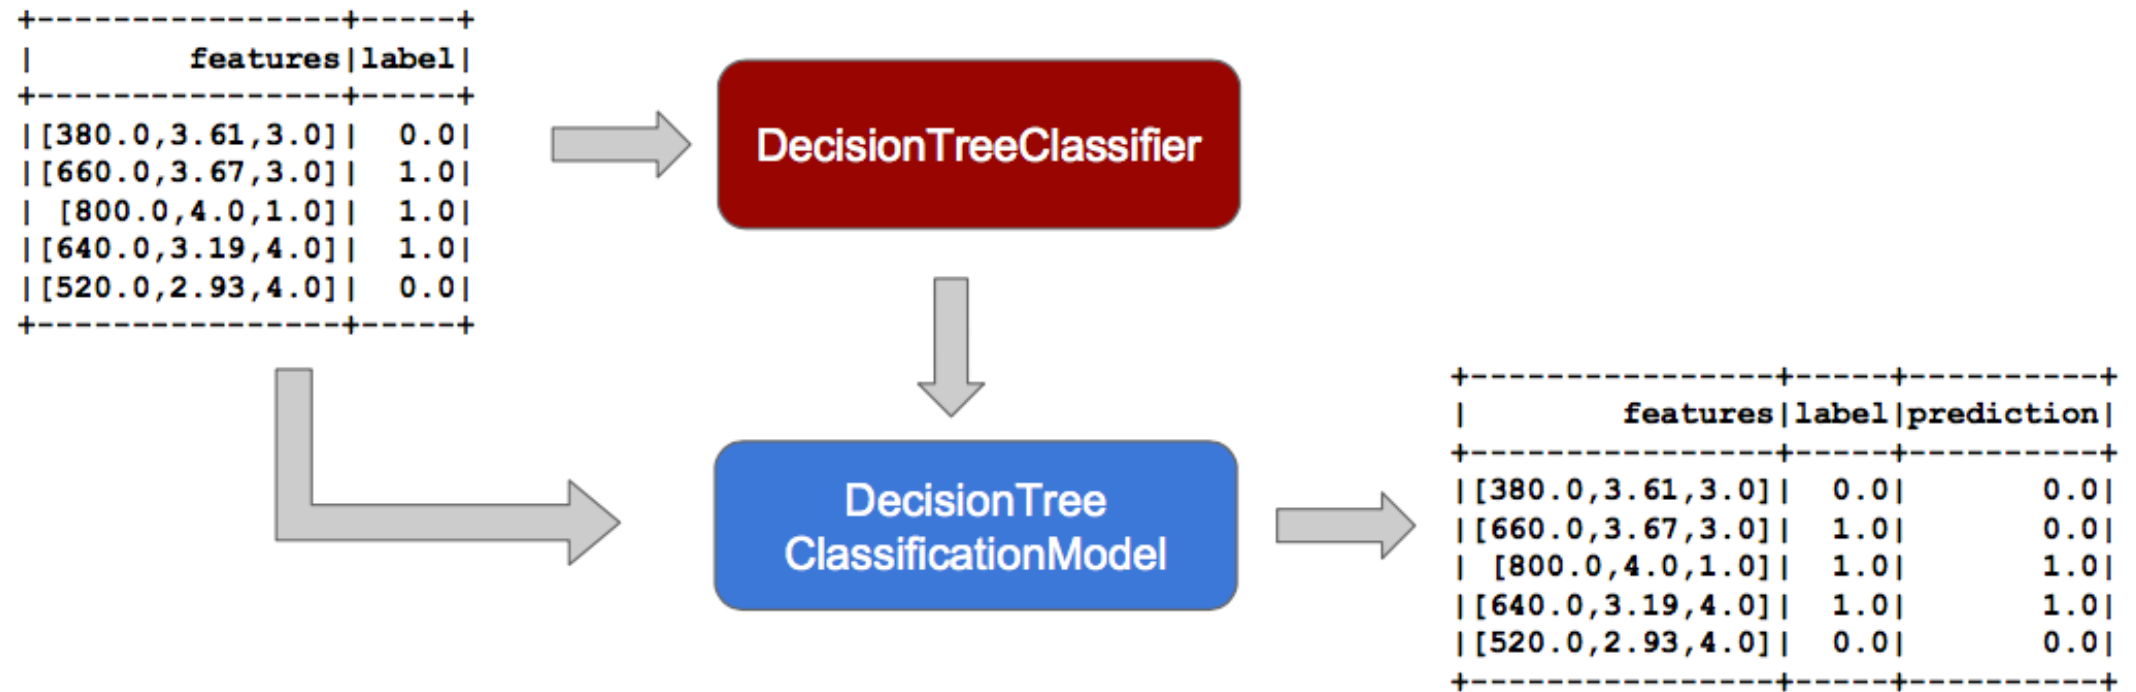 +----------------+-----+
|        features|label|
+----------------+-----+
|[380.0,3.61,3.0]|  0.0|
|[660.0,3.67,3.0]|  1.0|
| [800.0,4.0,1.0]|  1.0|
|[640.0,3.19,4.0]|  1.0|
|[520.0,2.93,4.0]|  0.0|
+----------------+-----+
DecisionTreeClassifier
DecisionTree
ClassificationModel
+----------------+-----+----------+
|        features|label|prediction|
+----------------+-----+----------+
|[380.0,3.61,3.0]|  0.0|       0.0|
|[660.0,3.67,3.0]|  1.0|       0.0|
| [800.0,4.0,1.0]|  1.0|       1.0|
|[640.0,3.19,4.0]|  1.0|       1.0|
|[520.0,2.93,4.0]|  0.0|       0.0|
+----------------+-----+----------+